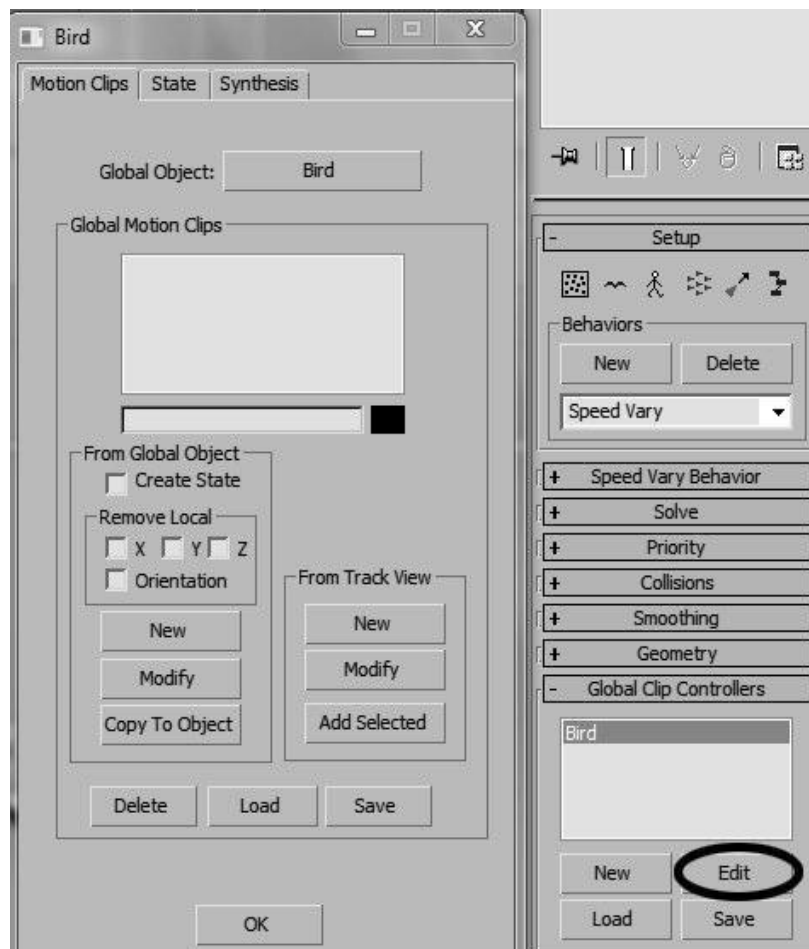 Bird
Motion Clips State Synthesis
Global Object: Bird
Global Motion Clips
From Global Object
Create State
Remove Local
X Y Z
Orientation
New
Modify
Copy To Object
From Track View
New
Modify
Add Selected
Delete Load Save
OK
- Setup
Behaviors
New Delete
Speed Vary
+ Speed Vary Behavior
+ Solve
+ Priority
+ Collisions
+ Smoothing
+ Geometry
- Global Clip Controllers
Bird
New Edit
Load Save